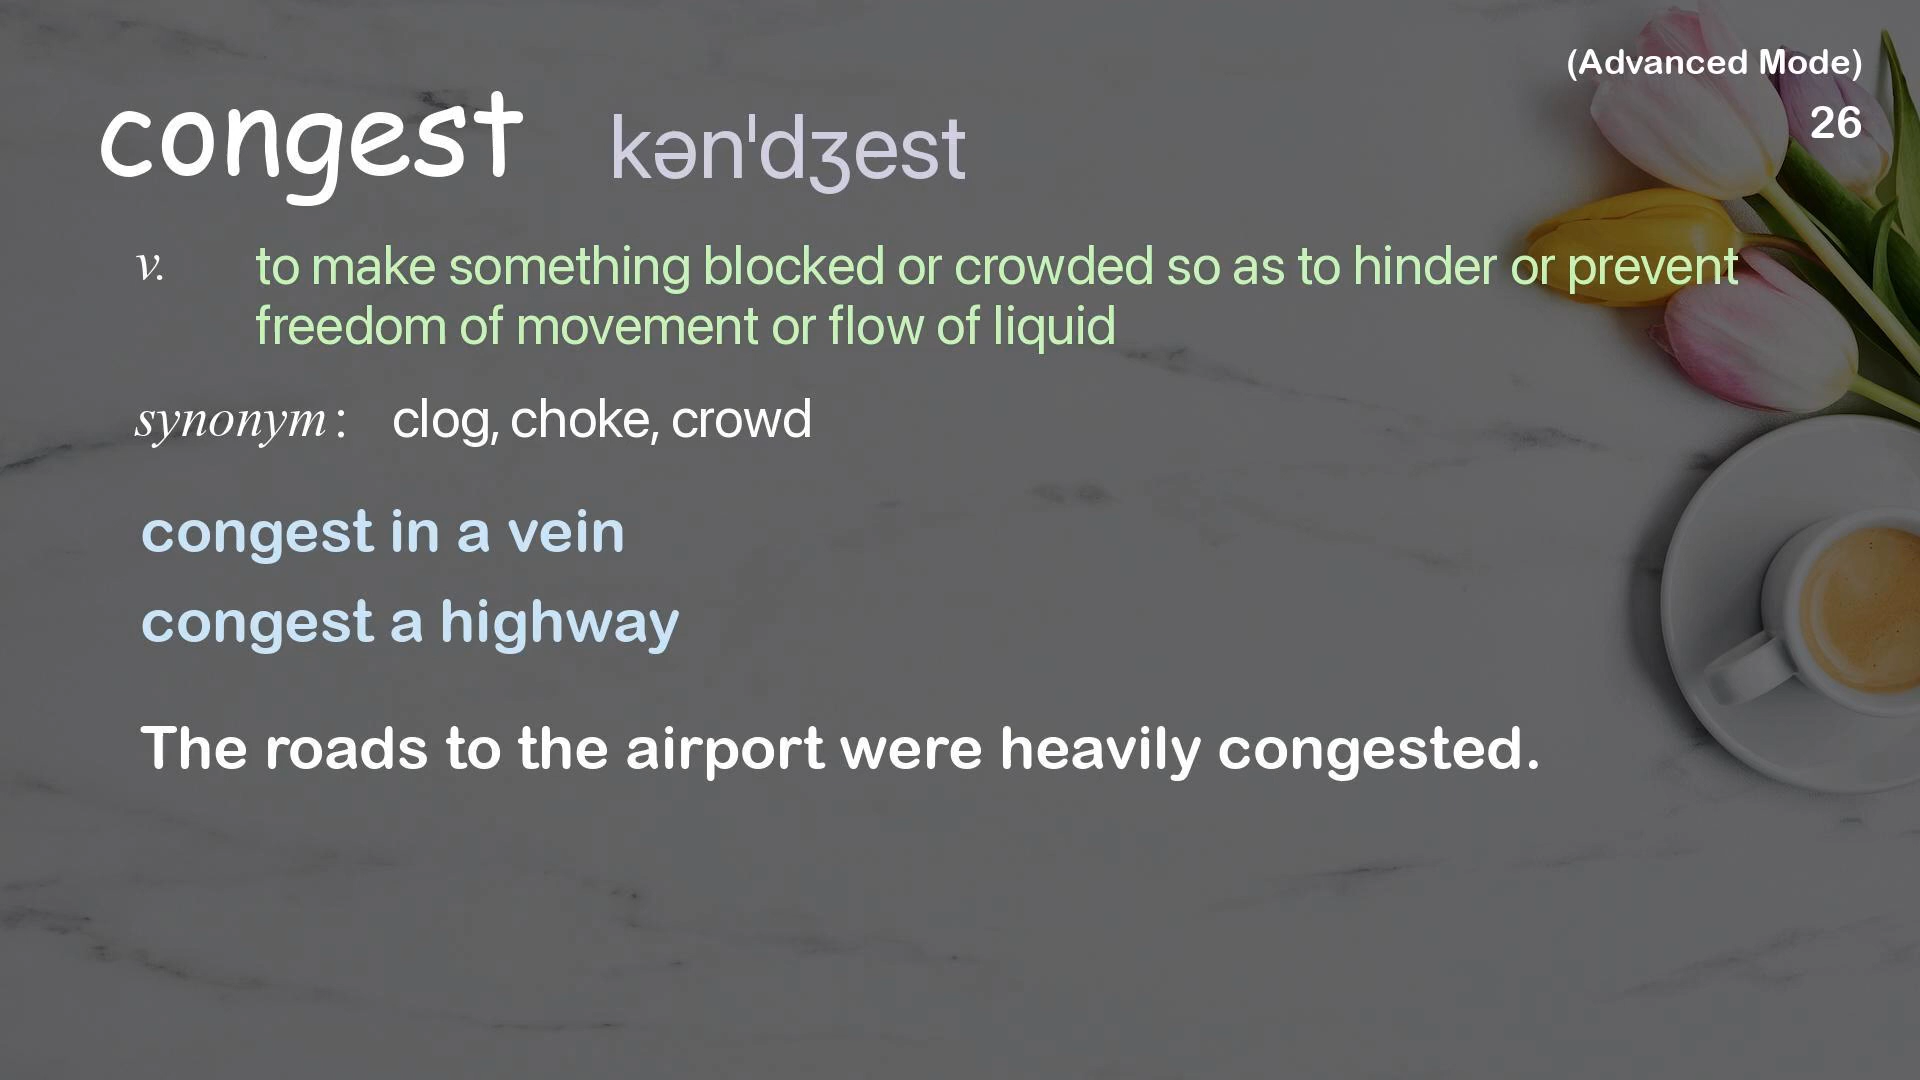 (Advanced Mode)
26
congest kən'dʒest
v. to make something blocked or crowded so as to hinder or prevent
freedom of movement or flow of liquid
synonym : clog, choke, crowd
congest in a vein
congest a highway
The roads to the airport were heavily congested.